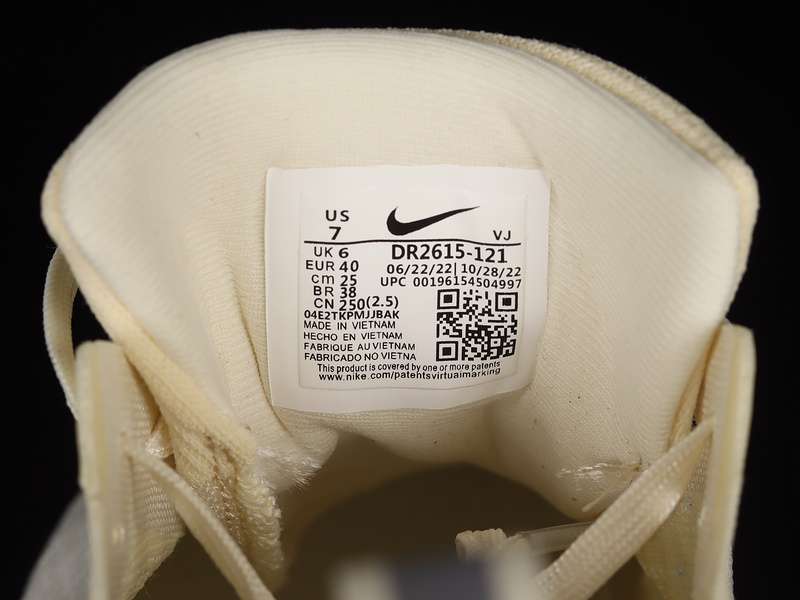 US
7
VJ
UK 6
DR2615-121
EUR 40
06/22/22|10/28/22
cm 25
UPC 00196154504997
BR 38
CN 250(2.5)
04E2TKPMJJBAK
MADE IN VIETNAM
HECHO EN VIETNAM
FABRIQUE AU VIETNAM
FABRICADO NO VIETNA
This product is covered by one or more patents
www.nike.com/patentsvirtuaimarking